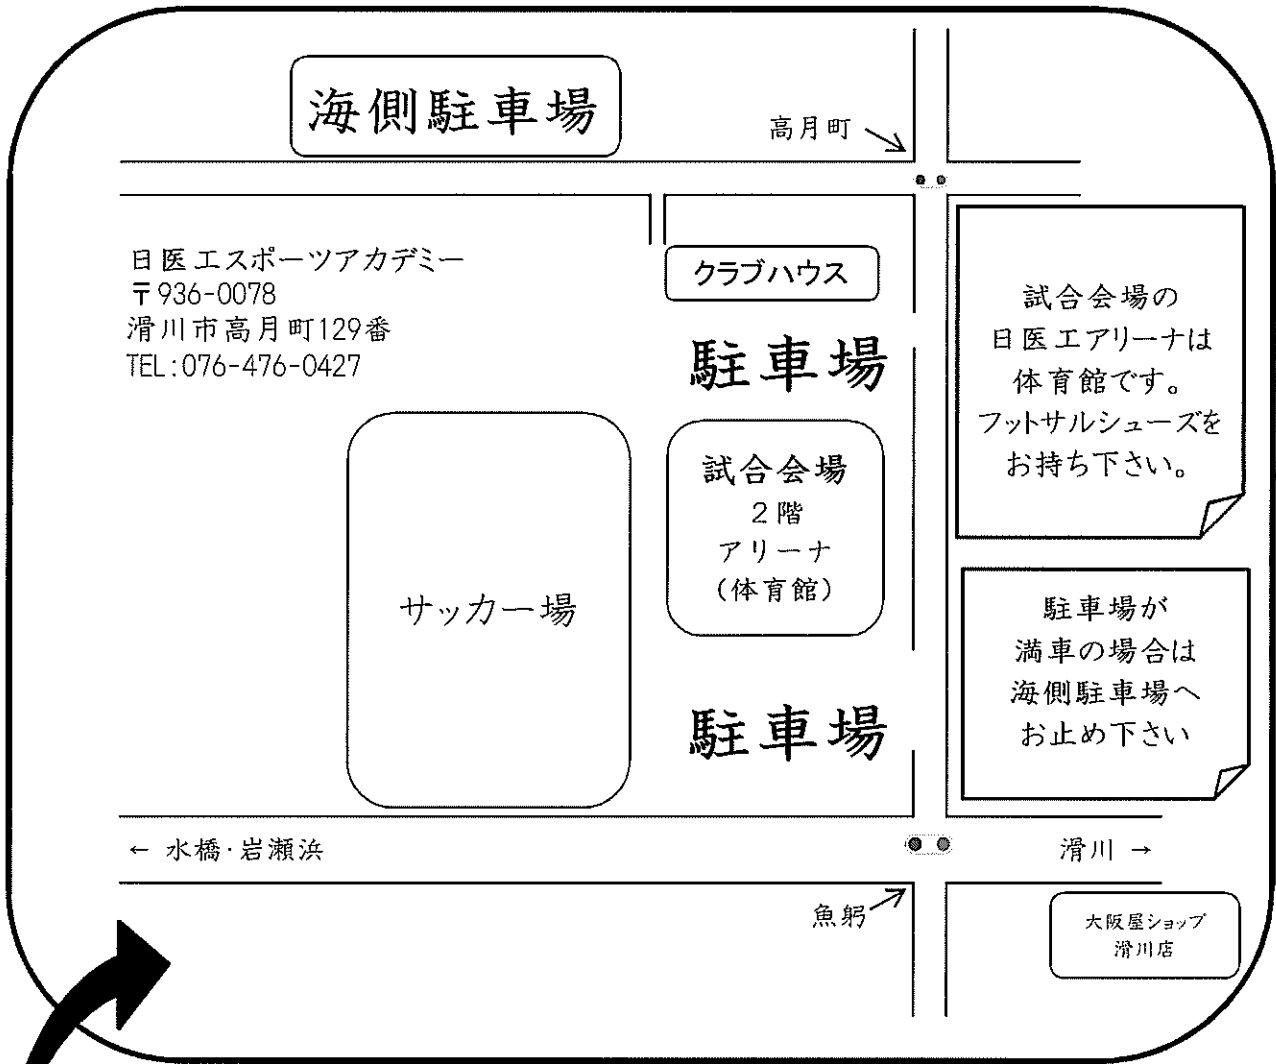 海側駐車場
高月町
日医エスポーツアカデミー
〒936-0078
滑川市高月町129番
TEL:076-476-0427
クラブハウス
駐車場
試合会場の
日医エアリーナは
体育館です。
フットサルシューズを
お持ち下さい。
試合会場
2階
アリーナ
(体育館)
サッカー場
駐車場が
満車の場合は
海側駐車場へ
お止め下さい
駐車場
← 水橋・岩瀬浜
滑川 →
魚躬
大阪屋ショップ
滑川店